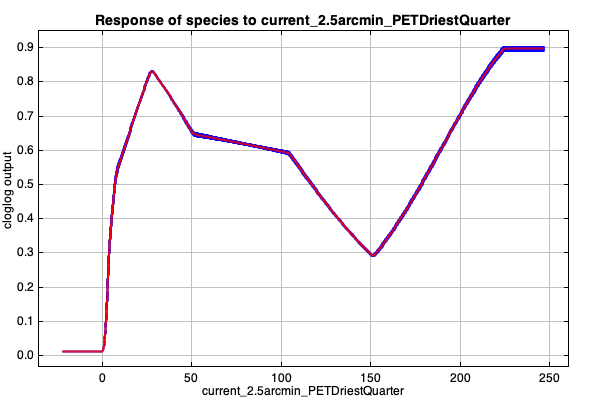 Response of species to current_2.5arcmin_PETDriestQuarter
0.9
0.8
0.7
0.6
0.5
0.4
0.3
0.2
0.1
0.0
cloglog output
0 50 100 150 200 250
current_2.5arcmin_PETDriestQuarter